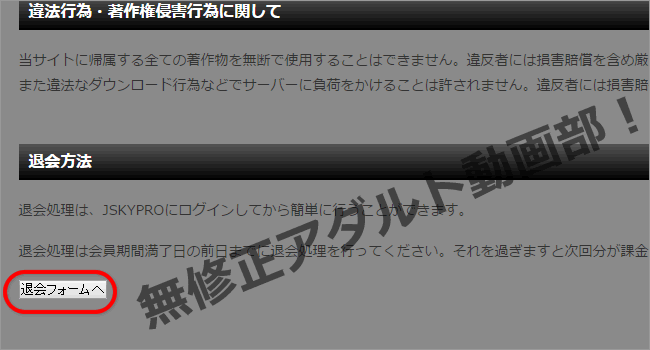 違法行為・著作権侵害行為に関して
当サイトに帰属する全ての著作物を無断で使用することはできません。違反者には損害賠償を含め厳
また違法なダウンロード行為などでサーバーに負荷をかけることは許されません。違反者には損害賠
退会方法
退会処理は、JSKYPROにログインしてから簡単に行うことができます。
退会処理は会員期間満了日の前日までに退会処理を行ってください。それを過ぎますと次回分が課金
退会フォームへ
無修正アダルト動画部！